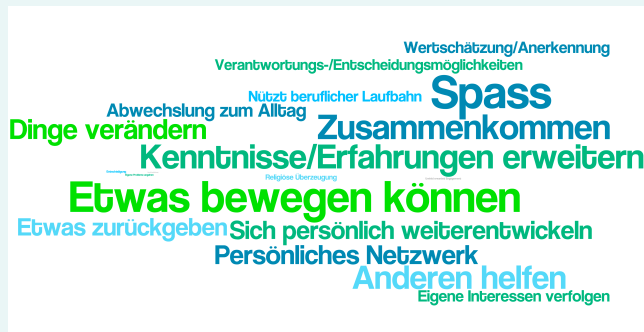 Wertschätzung/Anerkennung
Verantwortungs-/Entscheidungsmöglichkeiten
Spass
Nützt beruflicher Laufbahn
Abwechslung zum Alltag
Zusammenkommen
Dinge verändern
Kenntnisse/Erfahrungen erweitern
Religiöse Überzeugung
Etwas bewegen können
Etwas zurückgeben
Sich persönlich weiterentwickeln
Persönliches Netzwerk
Anderen helfen
Eigene Interessen verfolgen